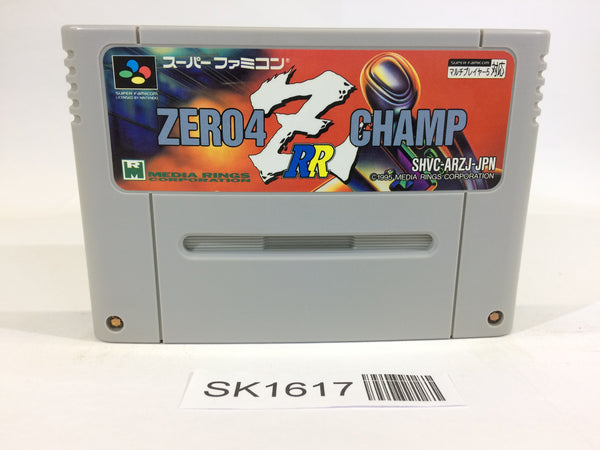 スーパーファミコン®
SUPER FAMICOM
マルチプレイヤー5対応
SUPER FAMICOM
LICENSED BY NINTENDO
ZERO4 CHAMP
Z
RR
SHVC-ARZJ-JPN
MEDIA RINGS
CORPORATION
©1995 MEDIA RINGS CORPORATION
SK1617